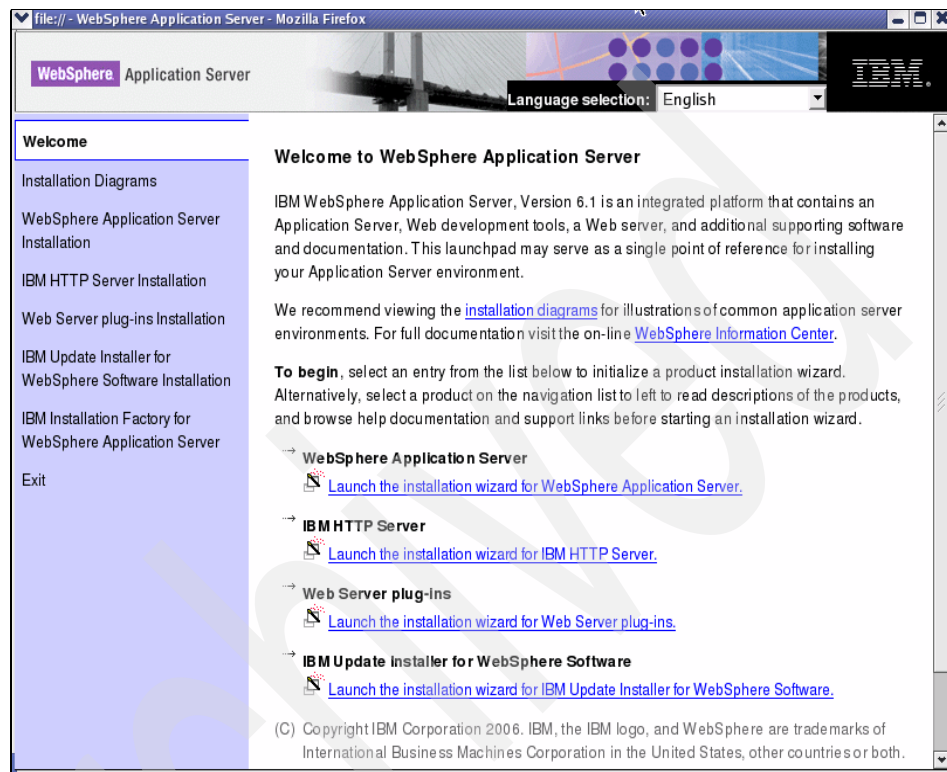 file:// - WebSphere Application Server - Mozilla Firefox
WebSphere Application Server
IBM.
Language selection: English
Welcome
Installation Diagrams
WebSphere Application Server
Installation
IBM HTTP Server Installation
Web Server plug-ins Installation
IBM Update Installer for
WebSphere Software Installation
IBM Installation Factory for
WebSphere Application Server
Exit
Welcome to WebSphere Application Server
IBM WebSphere Application Server, Version 6.1 is an integrated platform that contains an
Application Server, Web development tools, a Web server, and additional supporting software
and documentation. This launchpad may serve as a single point of reference for installing
your Application Server environment.
We recommend viewing the installation diagrams for illustrations of common application server
environments. For full documentation visit the on-line WebSphere Information Center.
To begin, select an entry from the list below to initialize a product installation wizard.
Alternatively, select a product on the navigation list to left to read descriptions of the products,
and browse help documentation and support links before starting an installation wizard.
WebSphere Application Server
Launch the installation wizard for WebSphere Application Server.
IBM HTTP Server
Launch the installation wizard for IBM HTTP Server.
Web Server plug-ins
Launch the installation wizard for Web Server plug-ins.
IBM Update Installer for WebSphere Software
Launch the installation wizard for IBM Update Installer for WebSphere Software.
(C) Copyright IBM Corporation 2006. IBM, the IBM logo, and WebSphere are trademarks of
International Business Machines Corporation in the United States, other countries or both.